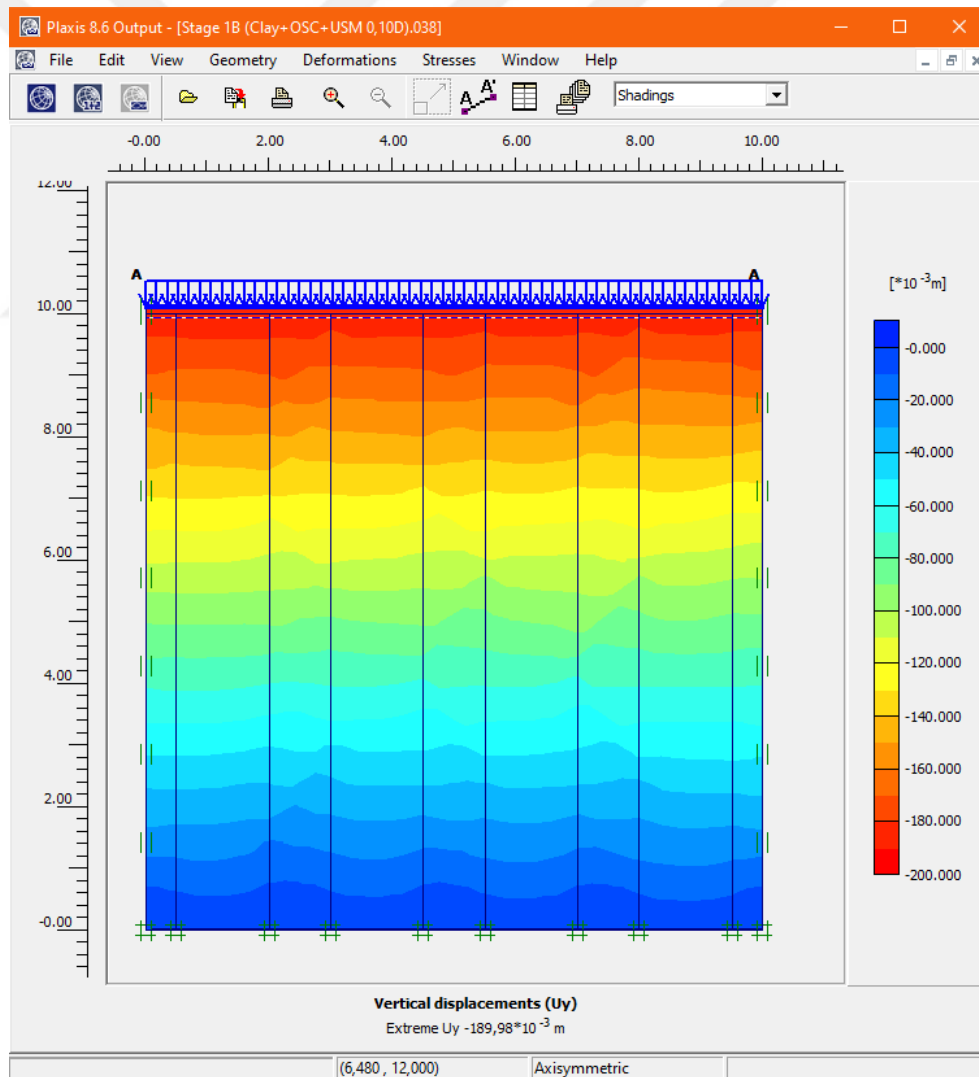 Plaxis 8.6 Output - [Stage 1B (Clay+OSC+USM 0,10D).038]
File Edit View Geometry Deformations Stresses Window Help
Shadings
-0.00 2.00 4.00 6.00 8.00 10.00
12.00
A A
10.00
8.00
6.00
4.00
2.00
-0.00
[*10 -3m]
-0.000
-20.000
-40.000
-60.000
-80.000
-100.000
-120.000
-140.000
-160.000
-180.000
-200.000
Vertical displacements (Uy)
Extreme Uy -189,98*10 -3 m
(6,480 , 12,000) Axisymmetric